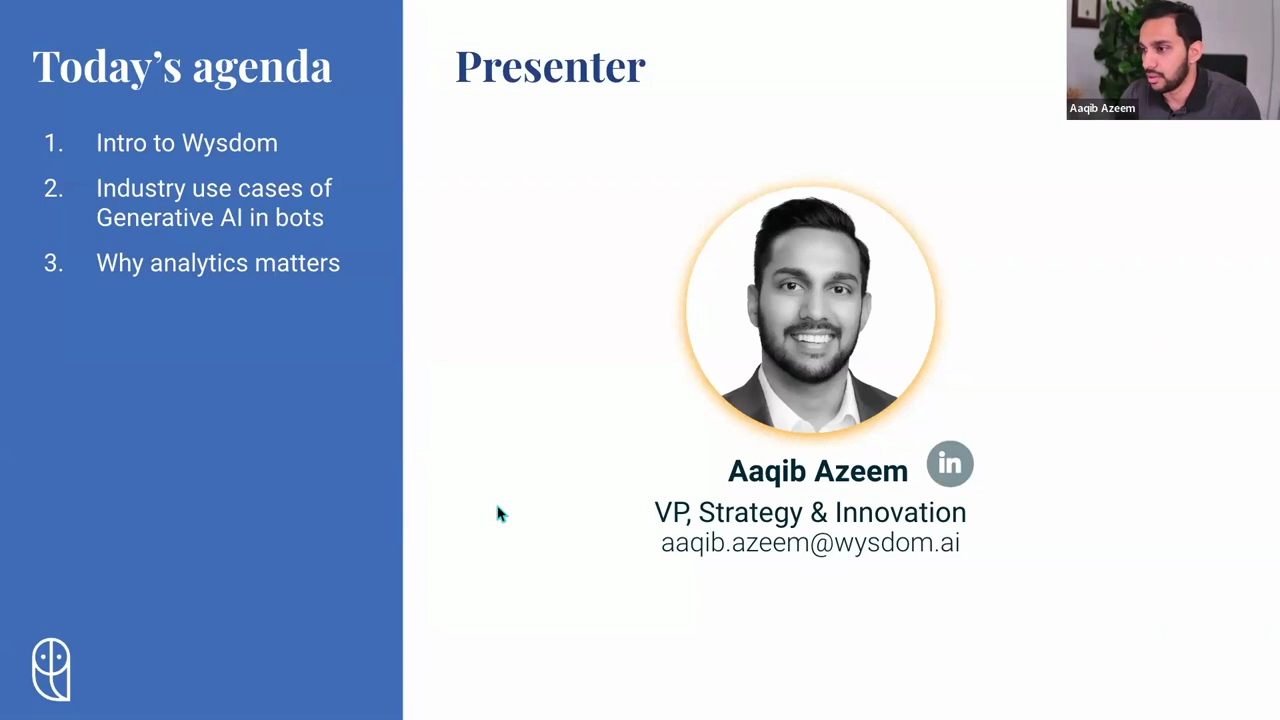 Today's agenda
1. Intro to Wysdom
2. Industry use cases of
Generative AI in bots
3. Why analytics matters
Presenter
Aaqib Azeem
Aaqib Azeem
in
VP, Strategy & Innovation
aaqib.azeem@wysdom.ai